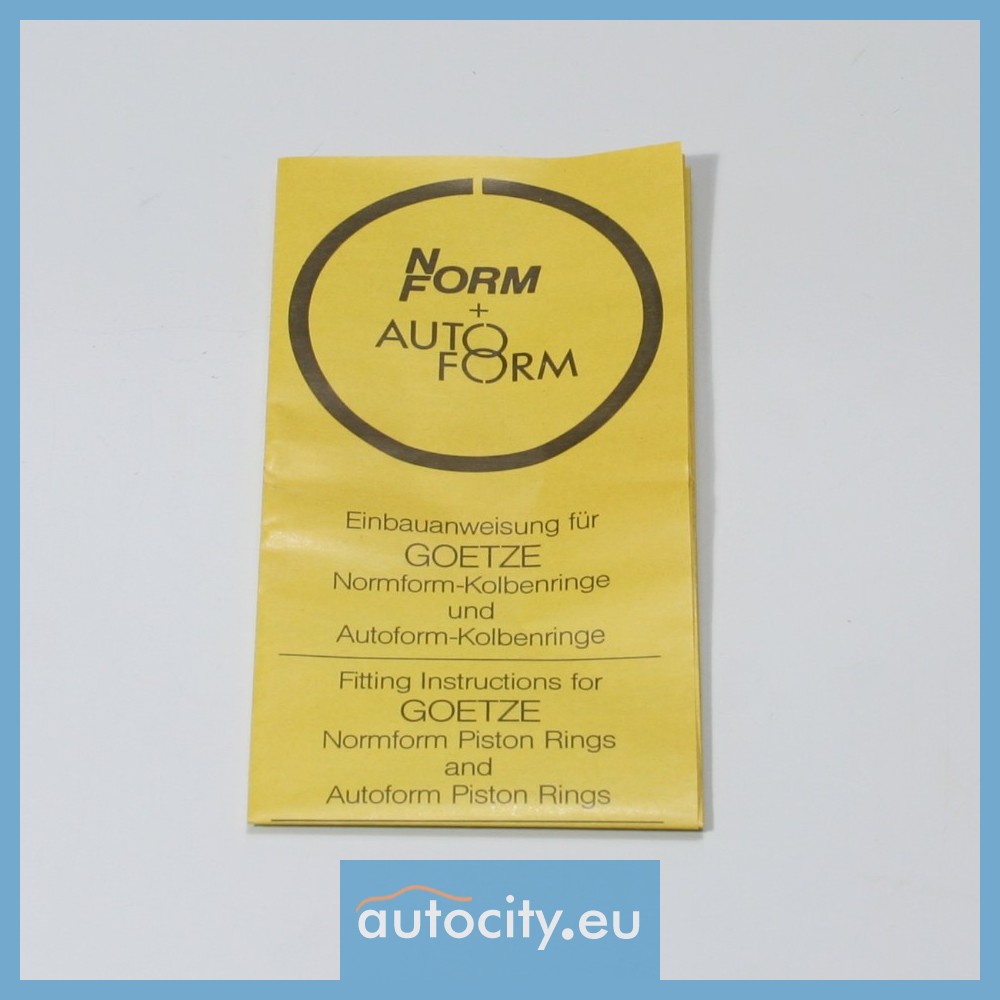 NFORM
+
AUTO
FORM
Einbauanweisung für
GOETZE
Normform-Kolbenringe
und
Autoform-Kolbenringe
Fitting Instructions for
GOETZE
Normform Piston Rings
and
Autoform Piston Rings
autocity.eu